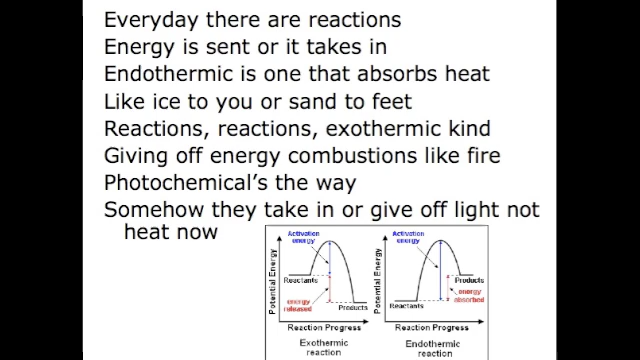 Everyday there are reactions
Energy is sent or it takes in
Endothermic is one that absorbs heat
Like ice to you or sand to feet
Reactions, reactions, exothermic kind
Giving off energy combustions like fire
Photochemical's the way
Somehow they take in or give off light not
heat now
Potential Energy
Activation
energy
Reactants
energy
released
Products
Reaction Progress
Exothermic
reaction
Potential Energy
Activation
energy
Products
energy
absorbed
Reactants
Reaction Progress
Endothermic
reaction